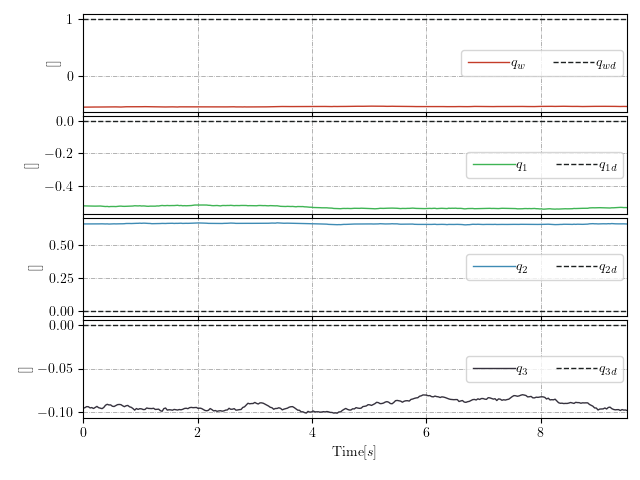 1
0
[]
q_w q_wd
0.0
−0.2
−0.4
[]
q_1 q_1d
0.50
0.25
0.00
[]
q_2 q_2d
0.00
−0.05
−0.10
[]
q_3 q_3d
0 2 4 6 8
Time[s]